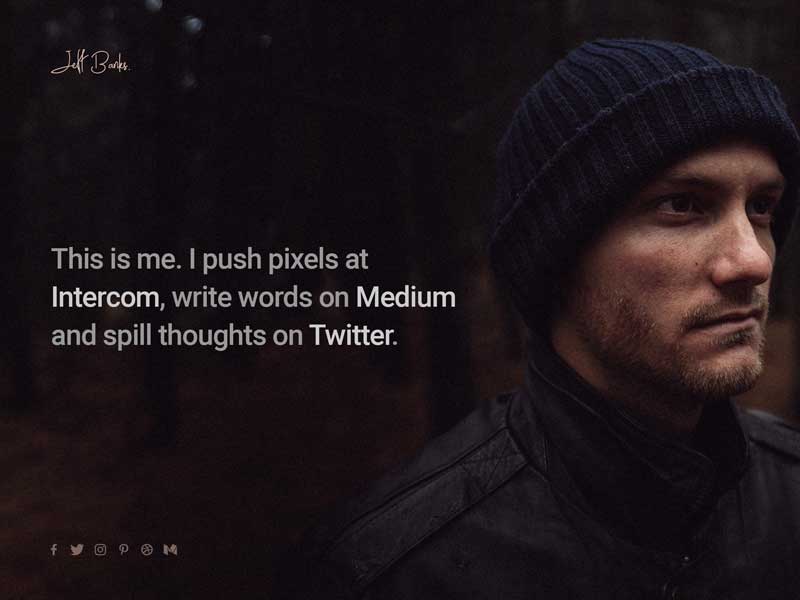 Jeff Banks.
This is me. I push pixels at
Intercom, write words on Medium
and spill thoughts on Twitter.